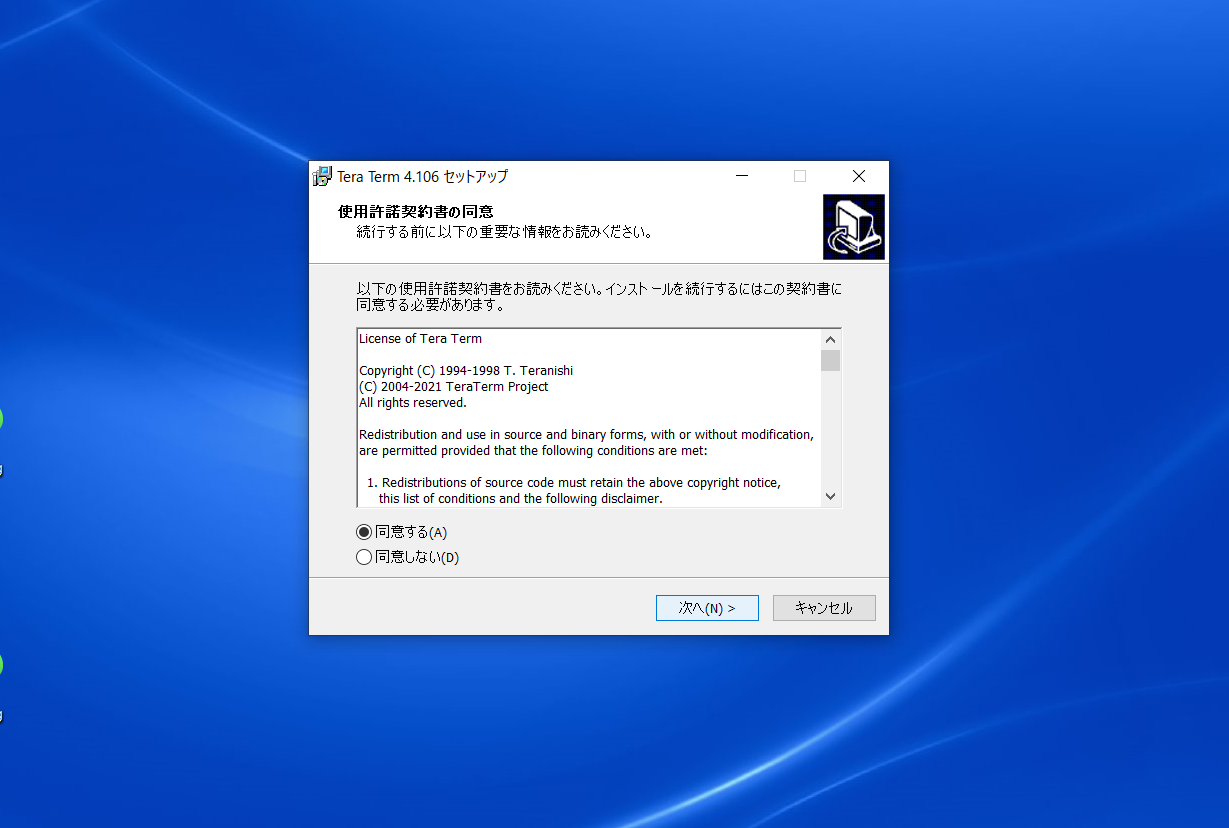 Tera Term 4.106 セットアップ
使用許諾契約書の同意
続行する前に以下の重要な情報をお読みください。
以下の使用許諾契約書をお読みください。インストールを続行するにはこの契約書に
同意する必要があります。
License of Tera Term
Copyright (C) 1994-1998 T. Teranishi
(C) 2004-2021 TeraTerm Project
All rights reserved.
Redistribution and use in source and binary forms, with or without modification,
are permitted provided that the following conditions are met:
1. Redistributions of source code must retain the above copyright notice,
this list of conditions and the following disclaimer.
同意する(A)
同意しない(D)
次へ(N) >
キャンセル